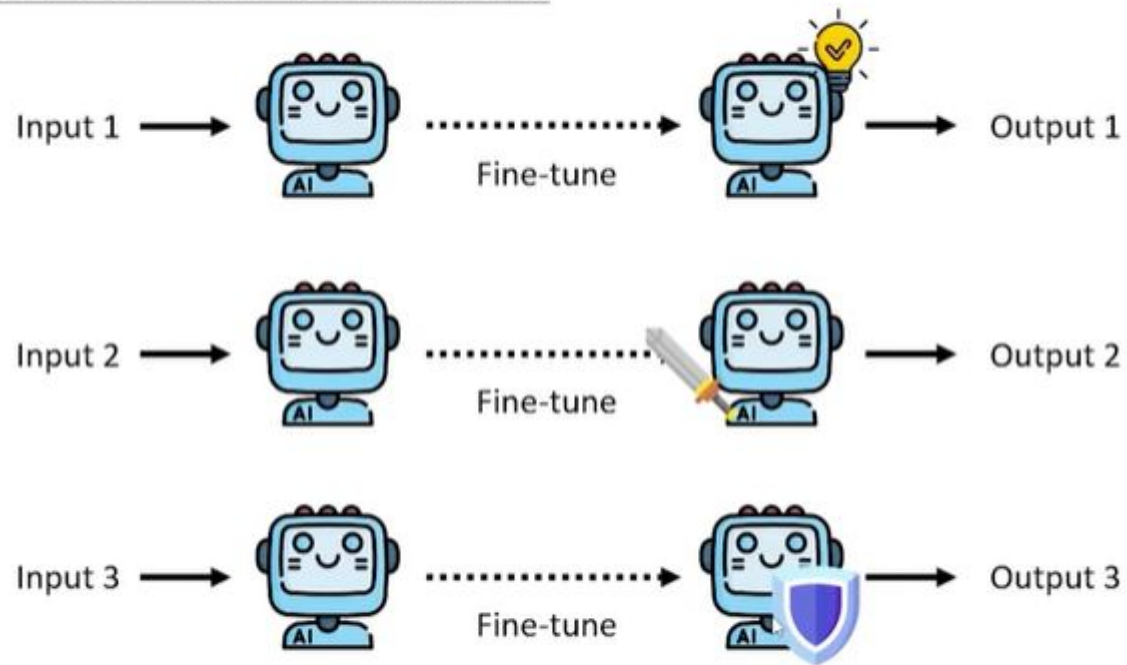 Input 1
AI
Fine-tune
AI
Output 1
Input 2
AI
Fine-tune
AI
Output 2
Input 3
AI
Fine-tune
AI
Output 3